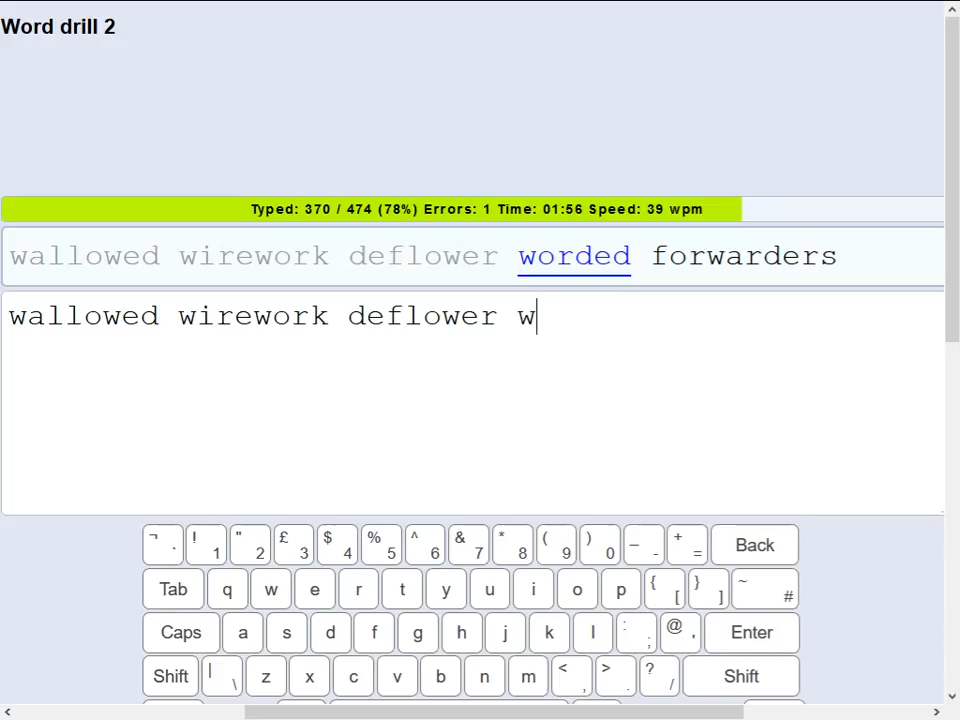 Word drill 2
Typed: 370 / 474 (78%) Errors: 1 Time: 01:56 Speed: 39 wpm
wallowed wirework deflower worded forwarders
wallowed wirework deflower w
¬ ` ! 1 " 2 £ 3 $ 4 % 5 ^ 6 & 7 * 8 ( 9 ) 0 _ - + = Back
Tab q w e r t y u i o p { [ } ] ~ #
Caps a s d f g h j k l : ; @ ' Enter
Shift | \ z x c v b n m < , > . ? / Shift